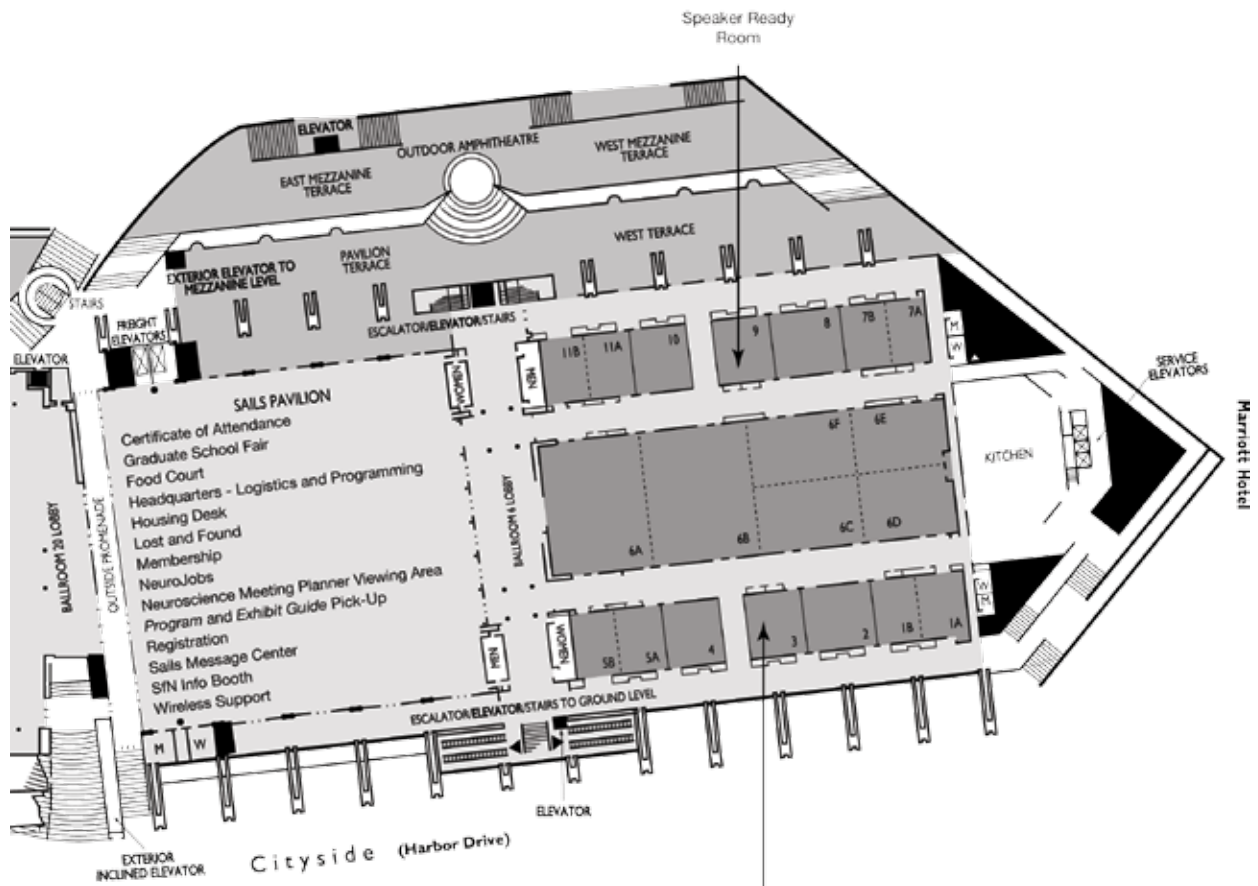 Speaker Ready
Room
ELEVATOR
OUTDOOR AMPHITHEATRE
WEST MEZZANINE
TERRACE
EAST MEZZANINE
TERRACE
WEST TERRACE
PAVILION
TERRACE
EXTERIOR ELEVATOR TO
MEZZANINE LEVEL
STAIRS
FREIGHT
ELEVATORS
ESCALATOR/ELEVATOR/STAIRS
ELEVATOR
WOMEN
MEN
11B
11A
10
9
8
7B
7A
M
W
SERVICE
ELEVATORS
Marriott Hotel
SAILS PAVILION
Certificate of Attendance
Graduate School Fair
Food Court
Headquarters - Logistics and Programming
Housing Desk
Lost and Found
Membership
NeuroJobs
Neuroscience Meeting Planner Viewing Area
Program and Exhibit Guide Pick-Up
Registration
Sails Message Center
SfN Info Booth
Wireless Support
BALLROOM 20 LOBBY
OUTSIDE PROMENADE
BALLROOM 6 LOBBY
6F
6E
6A
6B
6C
6D
KITCHEN
W
M
MEN
WOMEN
5B
5A
4
3
2
1B
1A
ESCALATOR/ELEVATOR/STAIRS TO GROUND LEVEL
M
W
ELEVATOR
EXTERIOR
INCLINED ELEVATOR
Cityside (Harbor Drive)